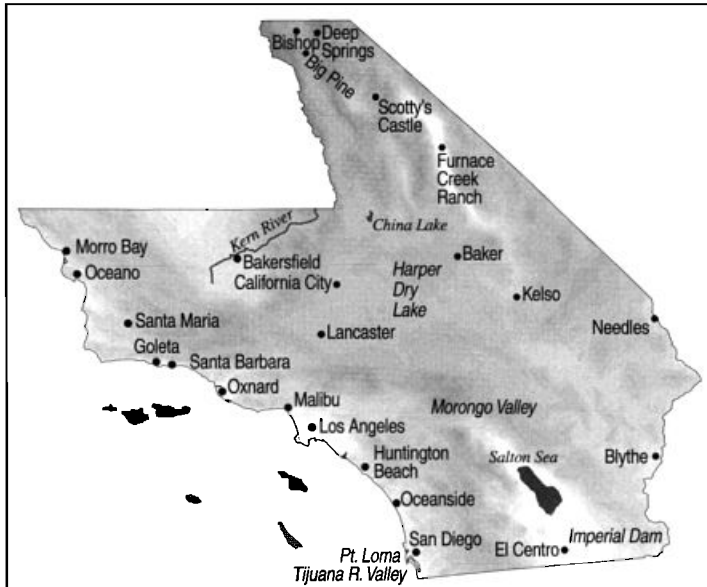 Bishop
Deep
Springs
Big Pine
Scotty's
Castle
Furnace
Creek
Ranch
Kern River
China Lake
Morro Bay
Oceano
Bakersfield
California City
Harper
Dry
Lake
Baker
Kelso
Needles
Santa Maria
Lancaster
Goleta
Santa Barbara
Oxnard
Malibu
Morongo Valley
Los Angeles
Huntington
Beach
Salton Sea
Blythe
Oceanside
San Diego
El Centro
Imperial Dam
Pt. Loma
Tijuana R. Valley